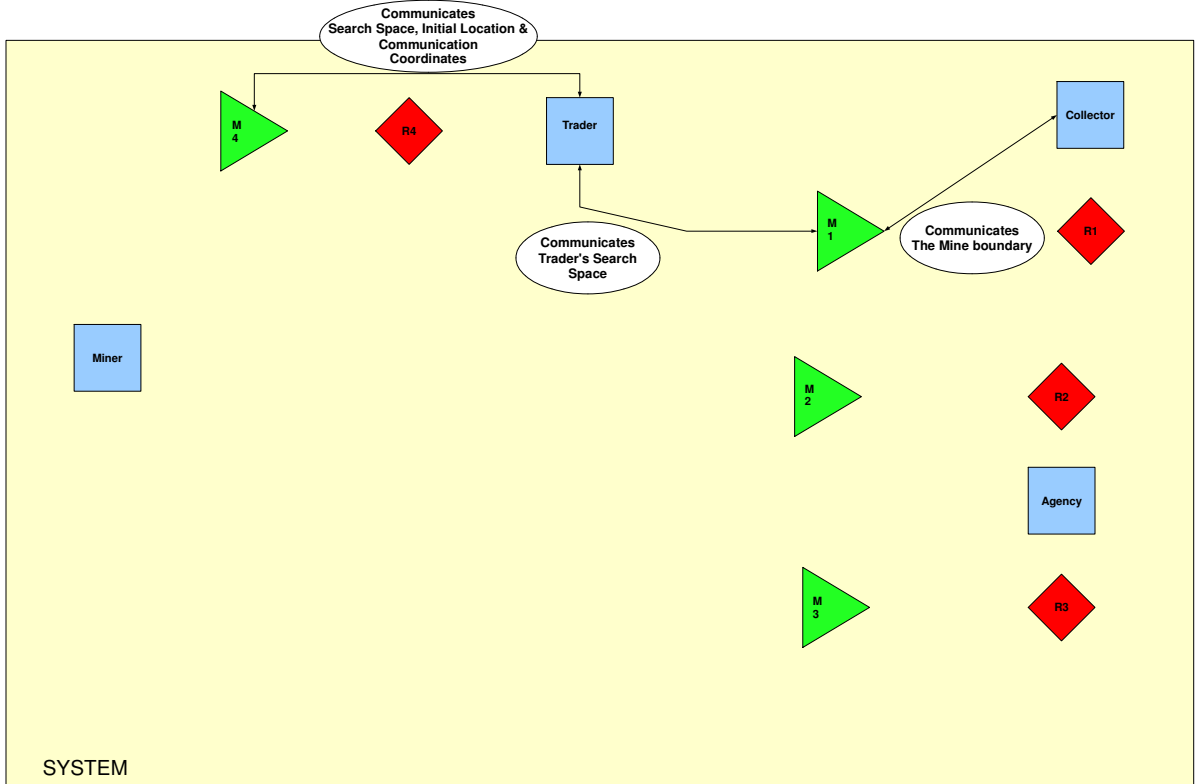 Communicates
Search Space, Initial Location &
Communication
Coordinates
M
4
R4
Trader
Collector
M
1
R1
Communicates
Trader's Search
Space
Communicates
The Mine boundary
Miner
M
2
R2
Agency
M
3
R3
SYSTEM